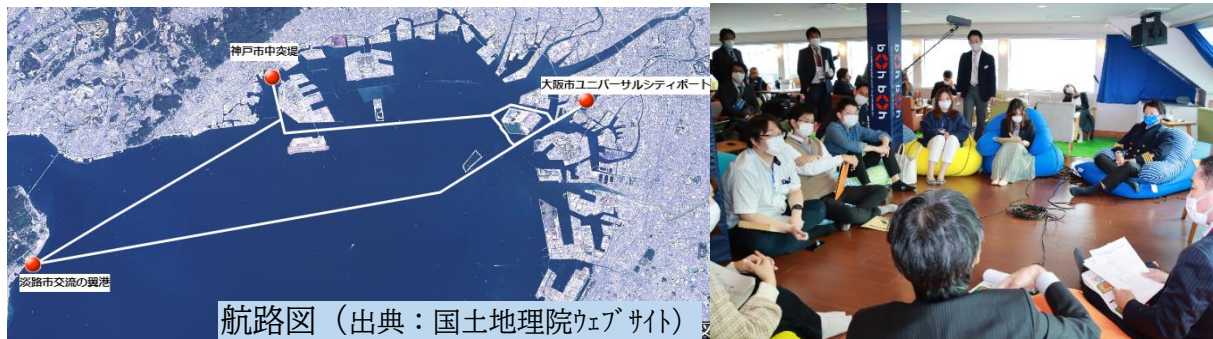 神戸市中突堤
大阪市ユニバーサルシティポート
淡路市交流の翼港
航路図（出典：国土地理院ｳｪﾌﾞｻｲﾄ）
boh boh